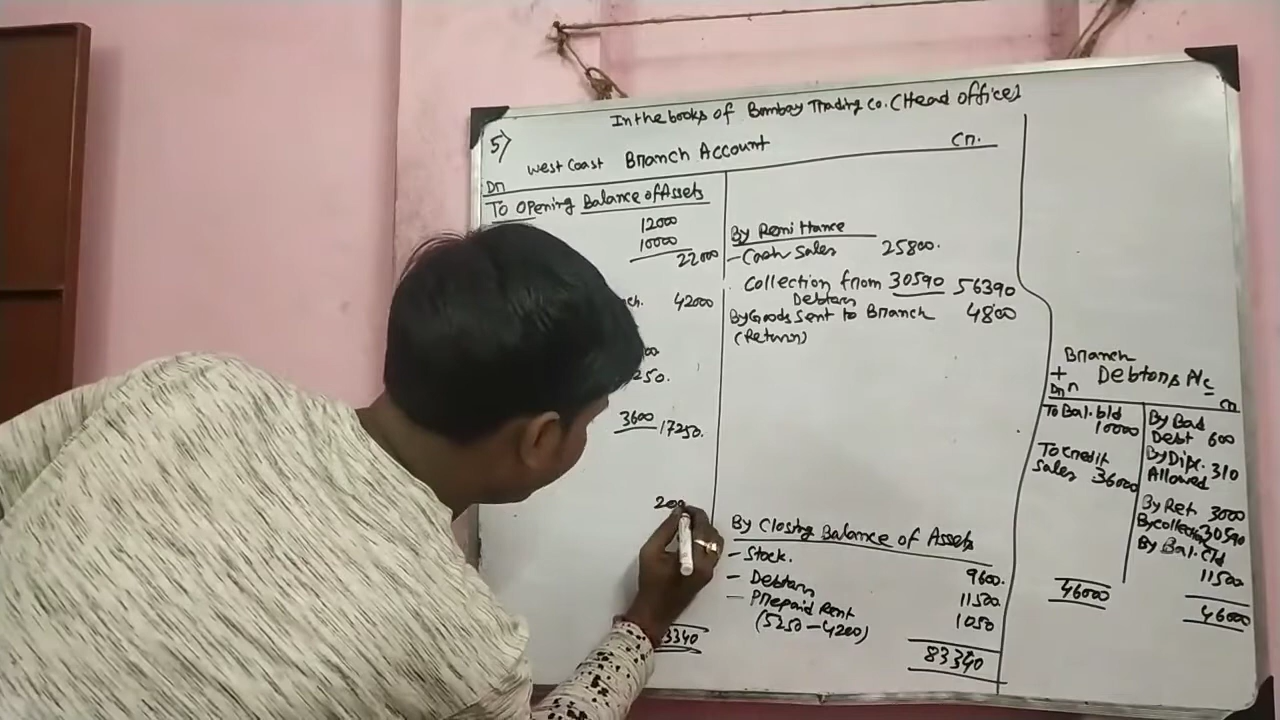 In the books of Bombay Trading Co. (Head Office)
5)
West Coast Branch Account
Dr
Cr.
To Opening Balance of Assets
12000
10000
22000
ch. 42000
00
250.
3600 17250.
200
3340
By Remittance
- Cash Sales 25800.
Collection from 30590 56390
Debtors
By Goods Sent to Branch 4800
(Return)
By Closing Balance of Assets
- Stock. 9600.
- Debtors 11500.
- Prepaid Rent 1050
(5250-4200)
83340
Branch
Debtors A/c
Dr
Cr
To Bal. b/d
10000
To Credit
Sales 36000
46000
By Bad
Debt 600
By Dis. 310
Allowed
By Ret. 3000
By collection 30590
By Bal. c/d
11500
46000